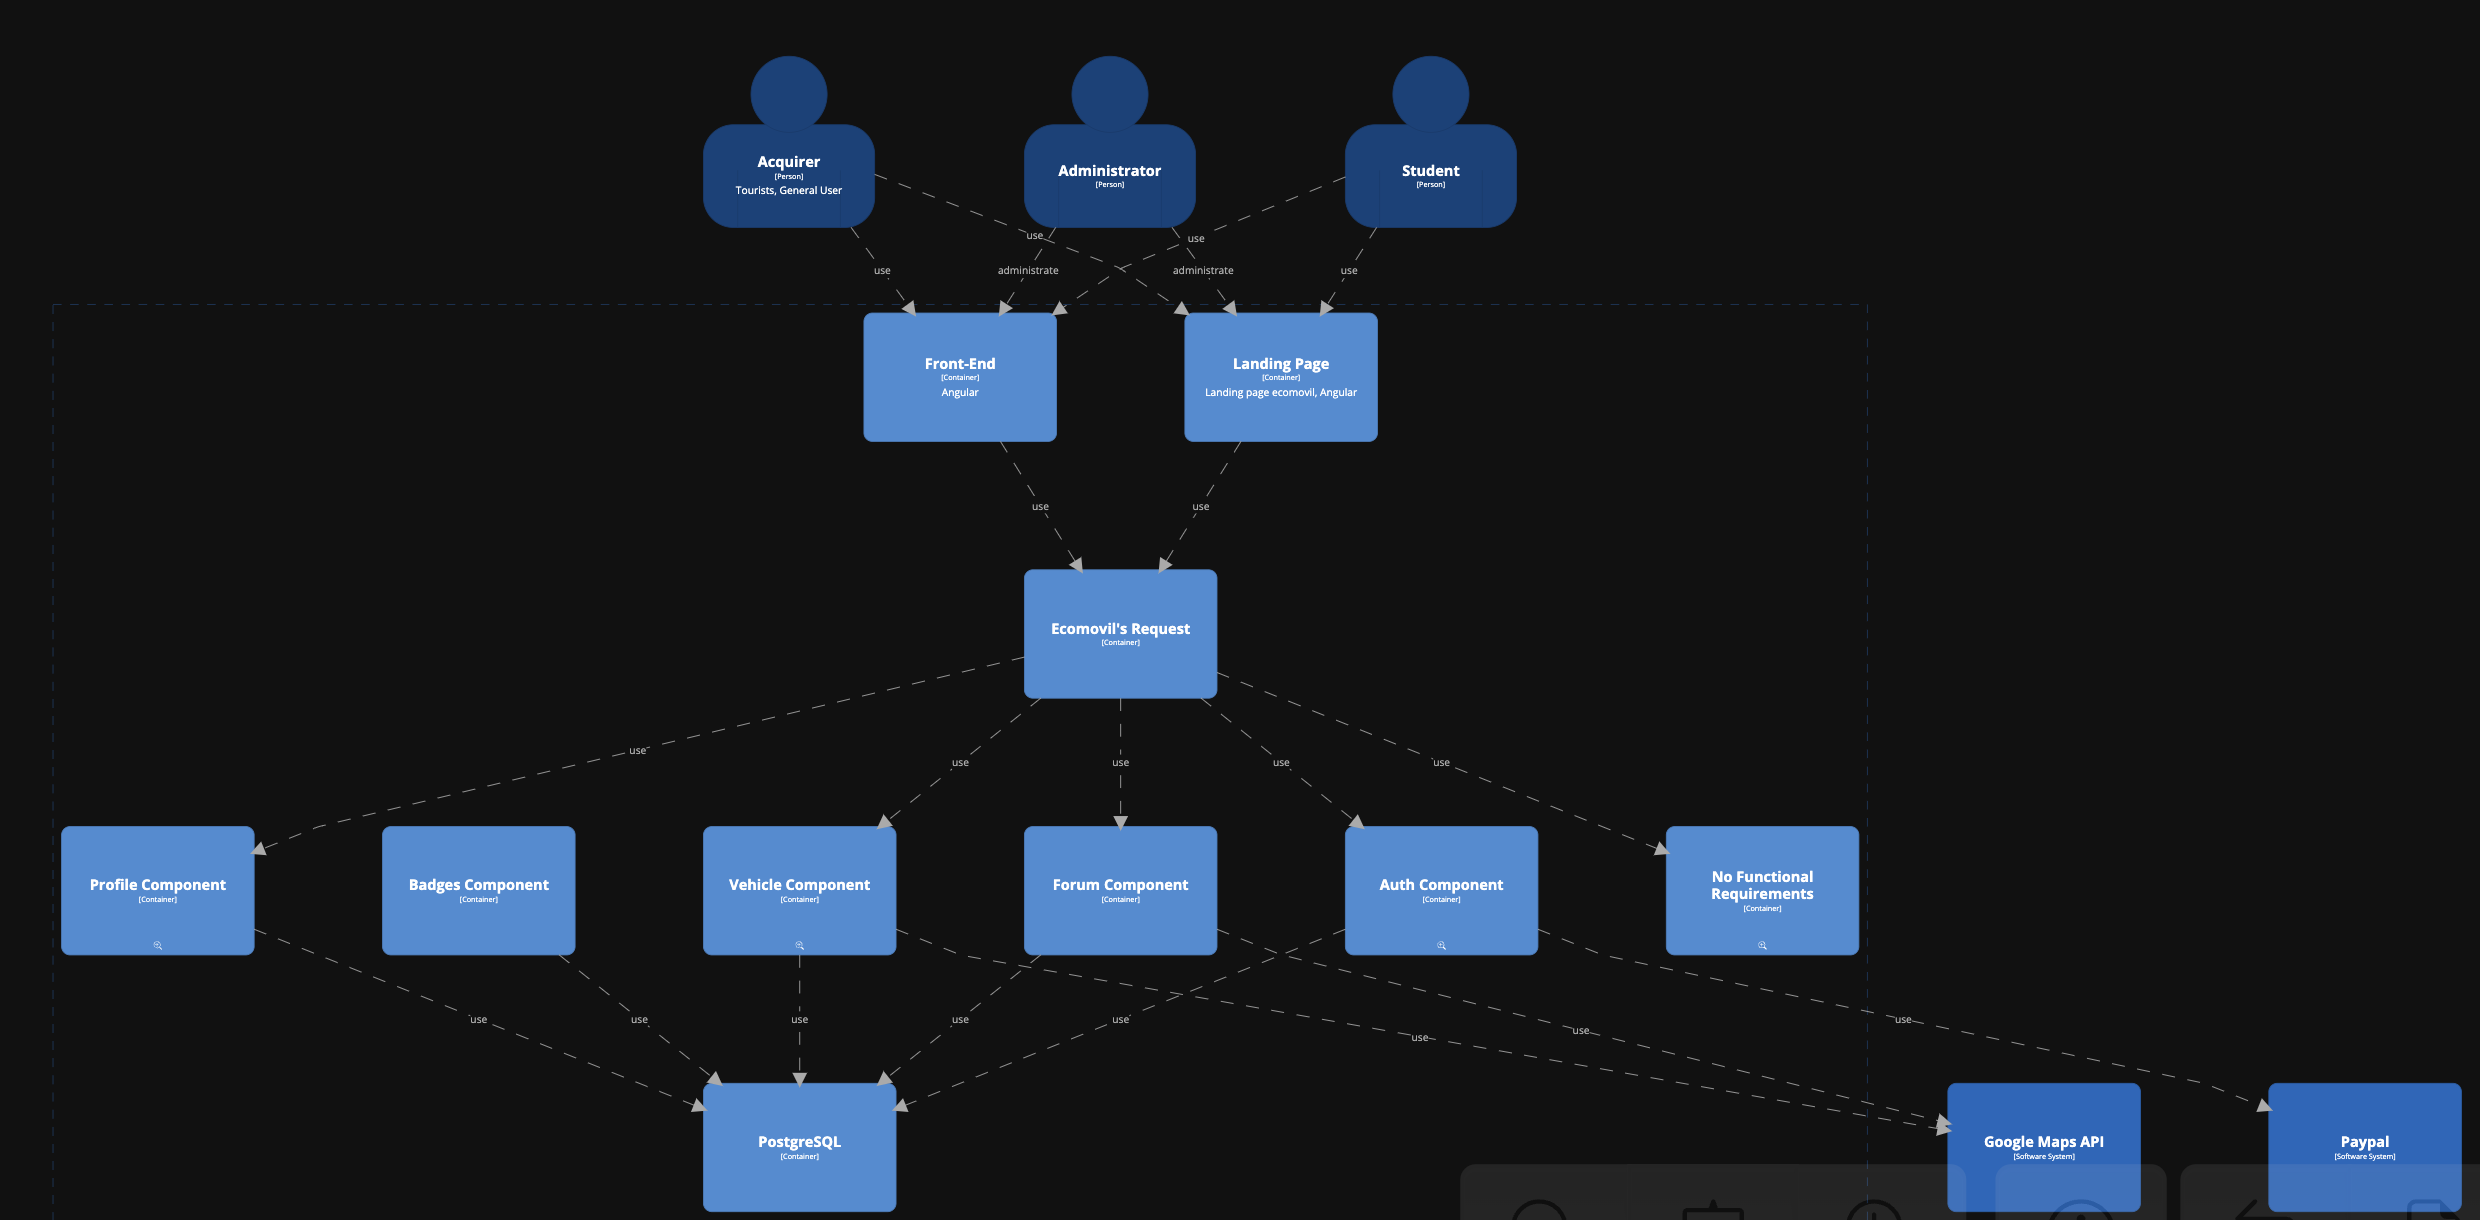 Acquirer
[Person]
Tourists, General User
Administrator
[Person]
Student
[Person]
use
use
use
administrate
administrate
use
Front-End
[Container]
Angular
Landing Page
[Container]
Landing page ecomovil, Angular
use
use
Ecomovil's Request
[Container]
use
use
use
use
use
Profile Component
[Container]
Badges Component
[Container]
Vehicle Component
[Container]
Forum Component
[Container]
Auth Component
[Container]
No Functional
Requirements
[Container]
use
use
use
use
use
use
use
use
PostgreSQL
[Container]
Google Maps API
[Software System]
Paypal
[Software System]